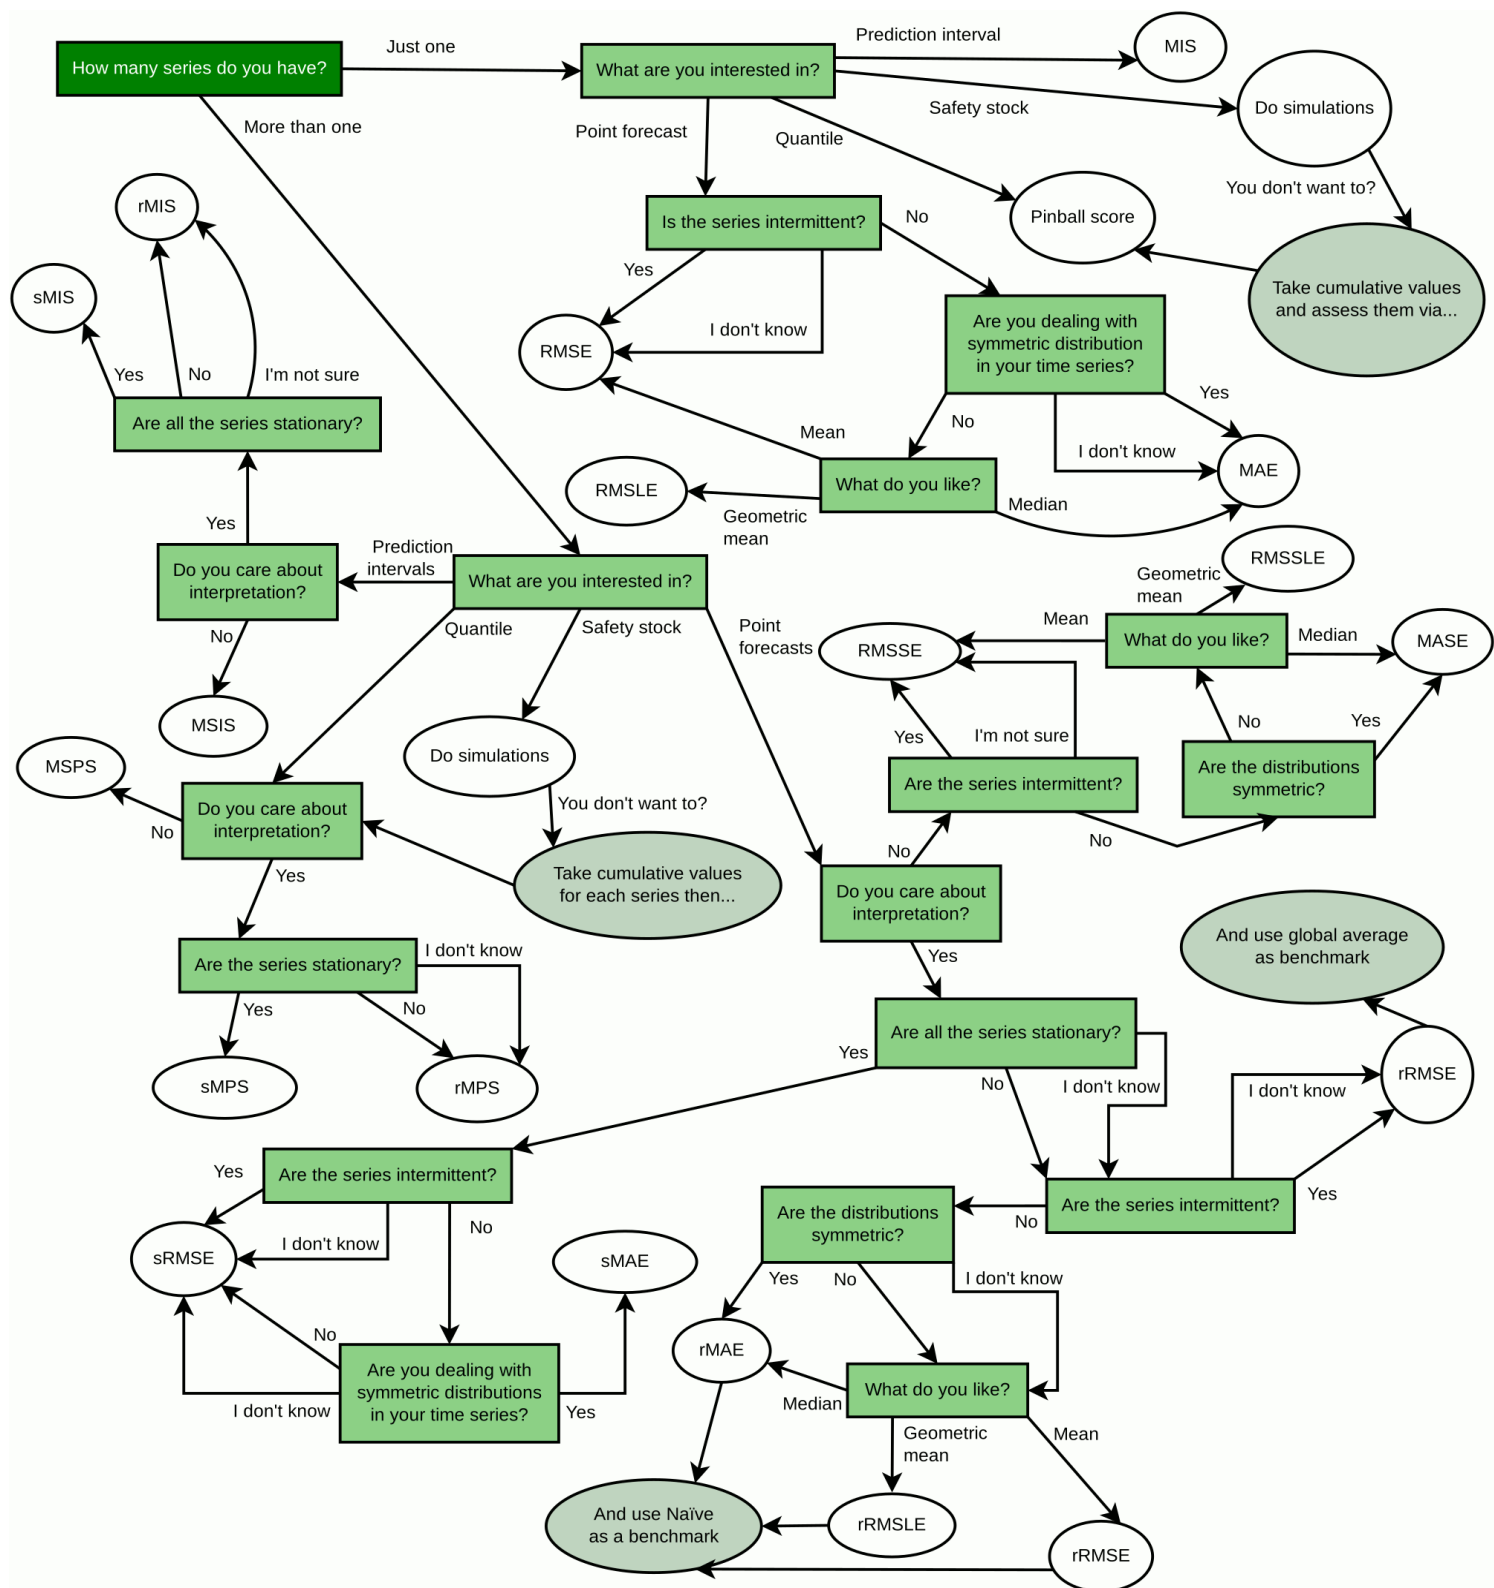 How many series do you have?
Just one
More than one
What are you interested in?
Prediction interval
MIS
Safety stock
Do simulations
Point forecast
Quantile
You don't want to?
Pinball score
Take cumulative values
and assess them via...
Is the series intermittent?
No
Yes
I don't know
RMSE
Are you dealing with
symmetric distribution
in your time series?
Yes
No
I don't know
MAE
Mean
What do you like?
Median
Geometric
mean
RMSLE
rMIS
sMIS
Yes
No
I'm not sure
Are all the series stationary?
Yes
Do you care about
interpretation?
No
MSIS
Prediction
intervals
What are you interested in?
Quantile
Safety stock
Point
forecasts
Do simulations
You don't want to?
Take cumulative values
for each series then...
MSPS
No
Do you care about
interpretation?
Yes
Are the series stationary?
I don't know
Yes
No
sMPS
rMPS
RMSSLE
Geometric
mean
Mean
What do you like?
Median
MASE
RMSSE
Yes
I'm not sure
No
Yes
Are the distributions
symmetric?
Are the series intermittent?
No
No
Do you care about
interpretation?
Yes
And use global average
as benchmark
Are all the series stationary?
Yes
No
I don't know
I don't know
rRMSE
Yes
Are the series intermittent?
No
Are the series intermittent?
Yes
I don't know
No
sRMSE
sMAE
No
Are you dealing with
symmetric distributions
in your time series?
I don't know
Yes
Are the distributions
symmetric?
Yes
No
I don't know
rMAE
What do you like?
Median
Geometric
mean
Mean
And use Naïve
as a benchmark
rRMSLE
rRMSE